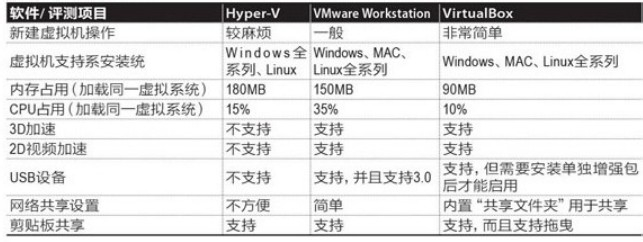 软件/评测项目 Hyper-V VMware Workstation VirtualBox
新建虚拟机操作 较麻烦 一般 非常简单
虚拟机支持系安装统 Windows全系列、Linux Windows、MAC、Linux全系列 Windows、MAC、Linux全系列
内存占用(加载同一虚拟系统) 180MB 150MB 90MB
CPU占用(加载同一虚拟系统) 15% 35% 10%
3D加速 不支持 支持 支持
2D视频加速 不支持 支持 支持
USB设备 不支持 支持,并且支持3.0 支持,但需要安装单独增强包后才能启用
网络共享设置 不方便 简单 内置“共享文件夹”用于共享
剪贴板共享 支持 支持 支持,而且支持拖曳